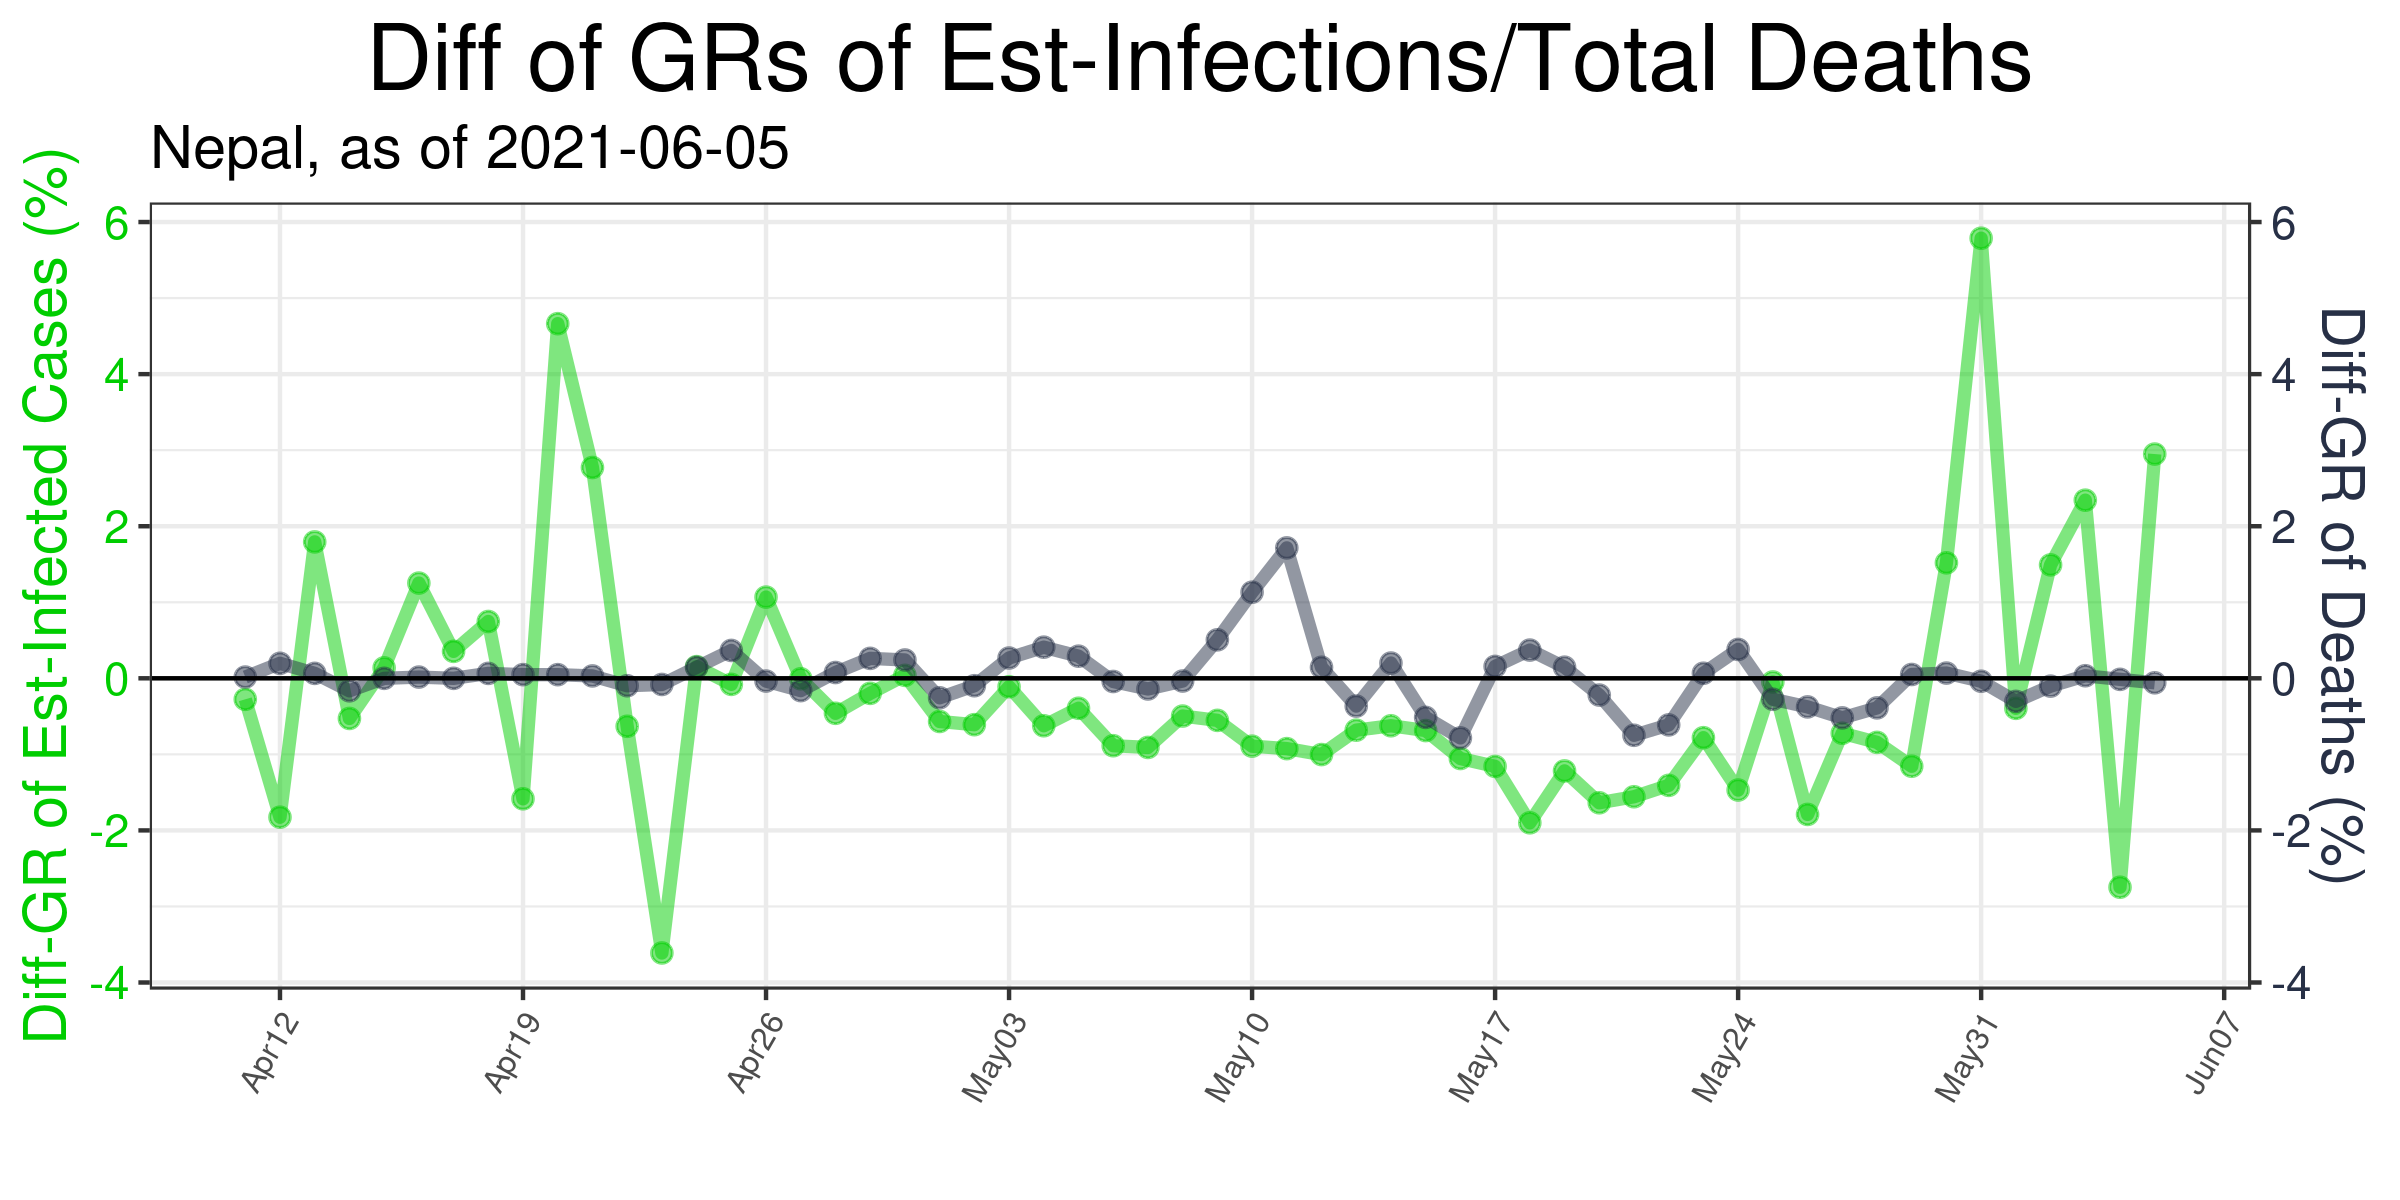 Diff of GRs of Est-Infections/Total Deaths
Nepal, as of 2021-06-05
Diff-GR of Est-Infected Cases (%)
6
4
2
0
-2
-4
6
4
2
0
-2
-4
Diff-GR of Deaths (%)
Apr12
Apr19
Apr26
May03
May10
May17
May24
May31
Jun07